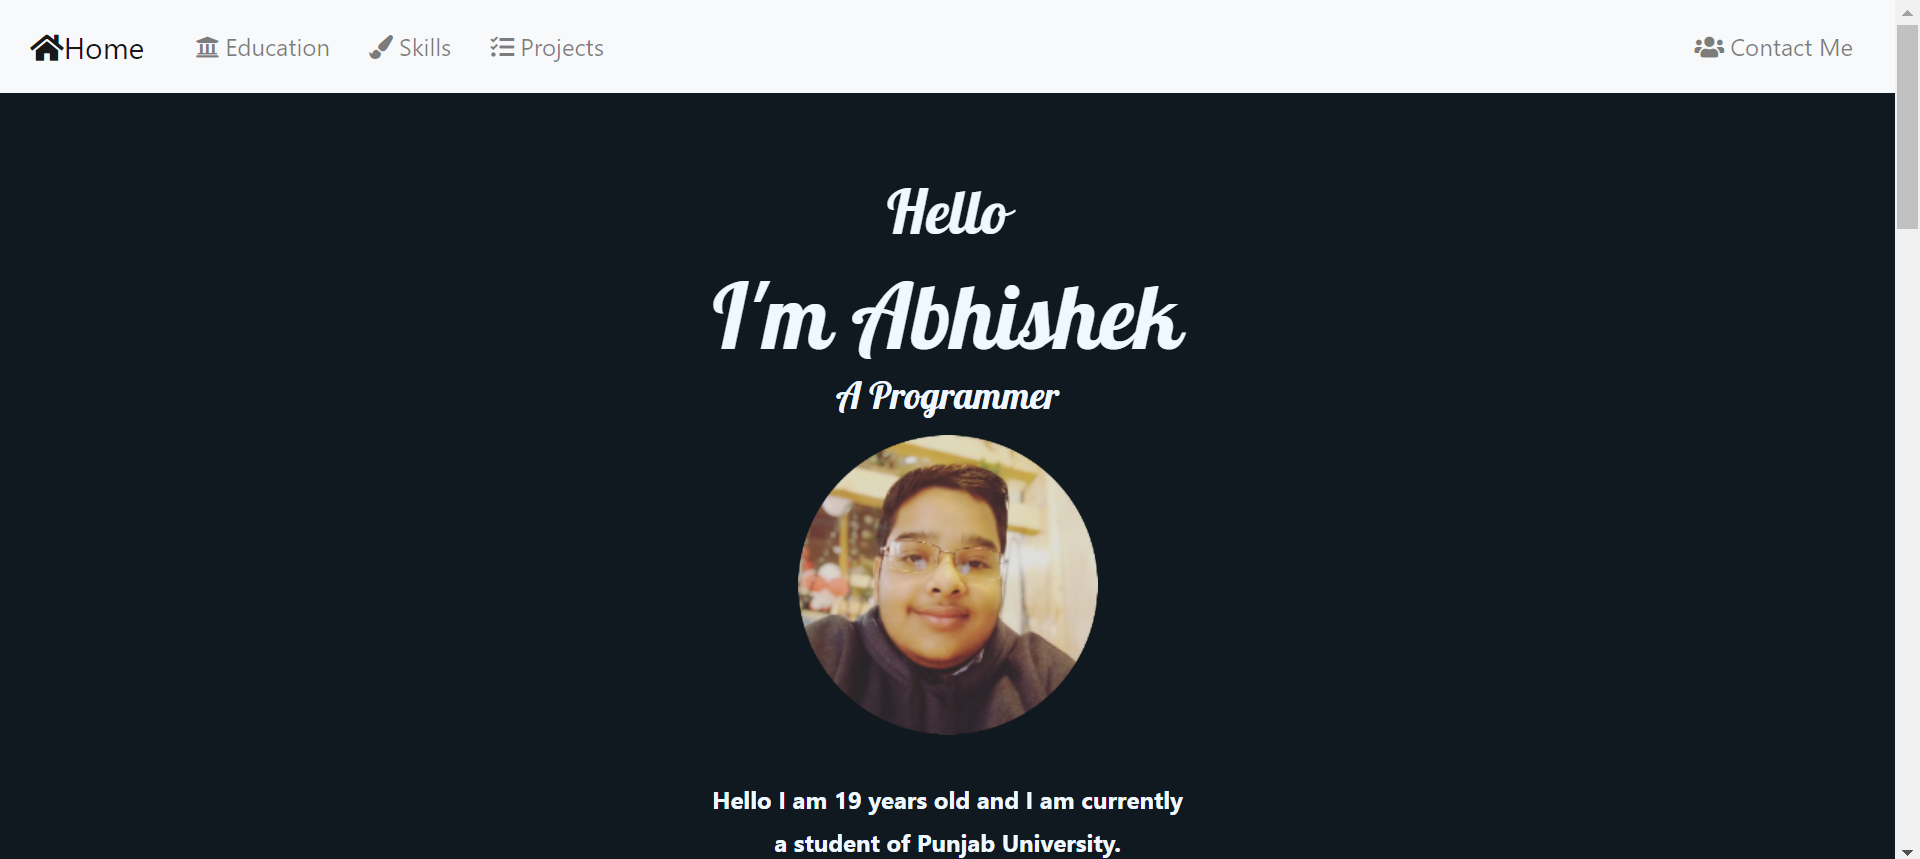 Home Education Skills Projects Contact Me
Hello
I'm Abhishek
A Programmer
Hello I am 19 years old and I am currently
a student of Punjab University.